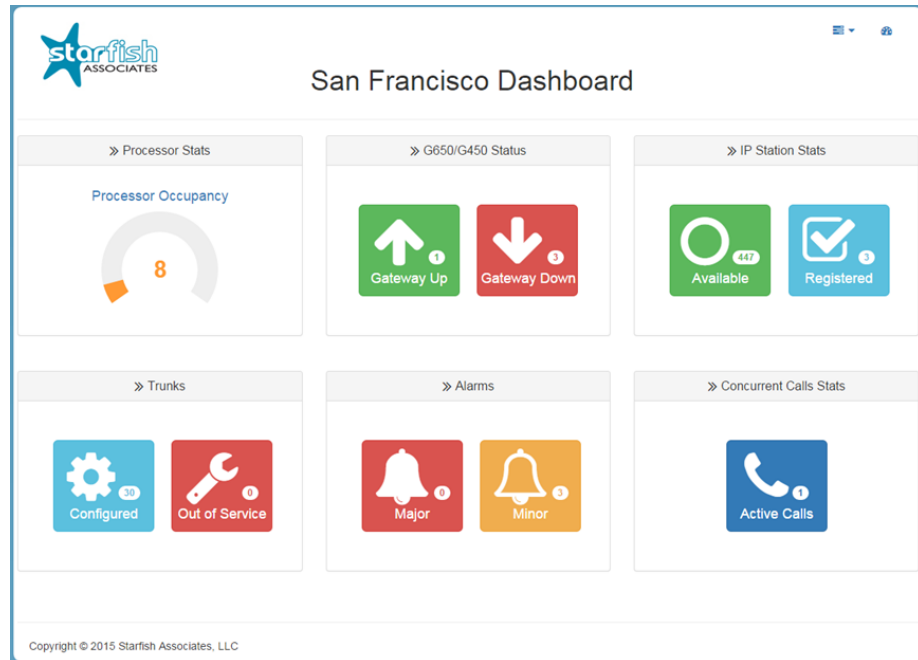 starfish
ASSOCIATES
San Francisco Dashboard
» Processor Stats
Processor Occupancy
8
» G650/G450 Status
1
Gateway Up
3
Gateway Down
» IP Station Stats
447
Available
3
Registered
» Trunks
30
Configured
0
Out of Service
» Alarms
0
Major
3
Minor
» Concurrent Calls Stats
1
Active Calls
Copyright © 2015 Starfish Associates, LLC